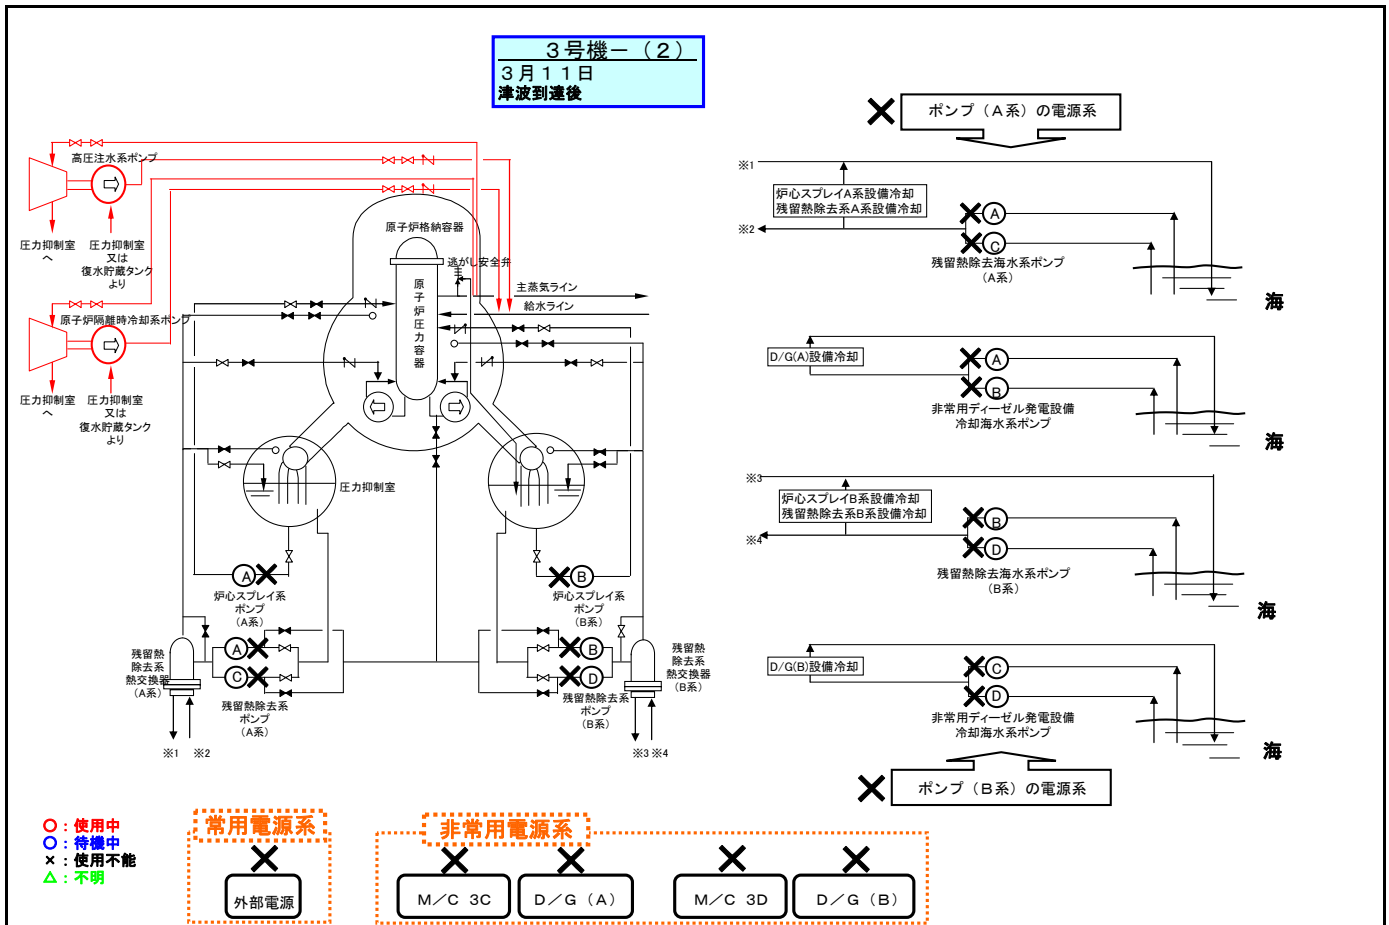 ３号機－（２）
３月１１日
津波到達後
高圧注水系ポンプ
圧力抑制室
へ
圧力抑制室
又は
復水貯蔵タンク
より
原子炉隔離時冷却系ポンプ
圧力抑制室
へ
圧力抑制室
又は
復水貯蔵タンク
より
原子炉格納容器
逃がし安全弁
原子炉圧力容器
主蒸気ライン
給水ライン
圧力抑制室
A
炉心スプレイ系
ポンプ
(A系)
B
炉心スプレイ系
ポンプ
(B系)
残留熱
除去系
熱交換器
(A系)
A
C
残留熱除去系
ポンプ
(A系)
※1
※2
B
D
残留熱除去系
ポンプ
(B系)
残留熱
除去系
熱交換器
(B系)
※3
※4
ポンプ（A系）の電源系
※1
炉心スプレイA系設備冷却
残留熱除去系A系設備冷却
※2
A
C
残留熱除去海水系ポンプ
(A系)
海
D/G(A)設備冷却
A
B
非常用ディーゼル発電設備
冷却海水系ポンプ
海
※3
炉心スプレイB系設備冷却
残留熱除去系B系設備冷却
※4
B
D
残留熱除去海水系ポンプ
(B系)
海
D/G(B)設備冷却
C
D
非常用ディーゼル発電設備
冷却海水系ポンプ
海
ポンプ（B系）の電源系
○：使用中
○：待機中
×：使用不能
△：不明
常用電源系
外部電源
非常用電源系
M／C 3C
D／G（A）
M／C 3D
D／G（B）